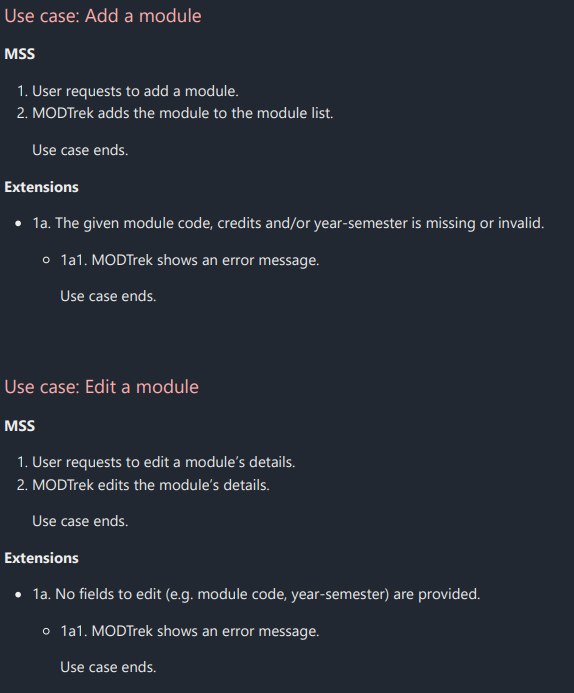 Use case: Add a module
MSS
1. User requests to add a module.
2. MODTrek adds the module to the module list.
Use case ends.
Extensions
• 1a. The given module code, credits and/or year-semester is missing or invalid.
◦ 1a1. MODTrek shows an error message.
Use case ends.
Use case: Edit a module
MSS
1. User requests to edit a module’s details.
2. MODTrek edits the module’s details.
Use case ends.
Extensions
• 1a. No fields to edit (e.g. module code, year-semester) are provided.
◦ 1a1. MODTrek shows an error message.
Use case ends.